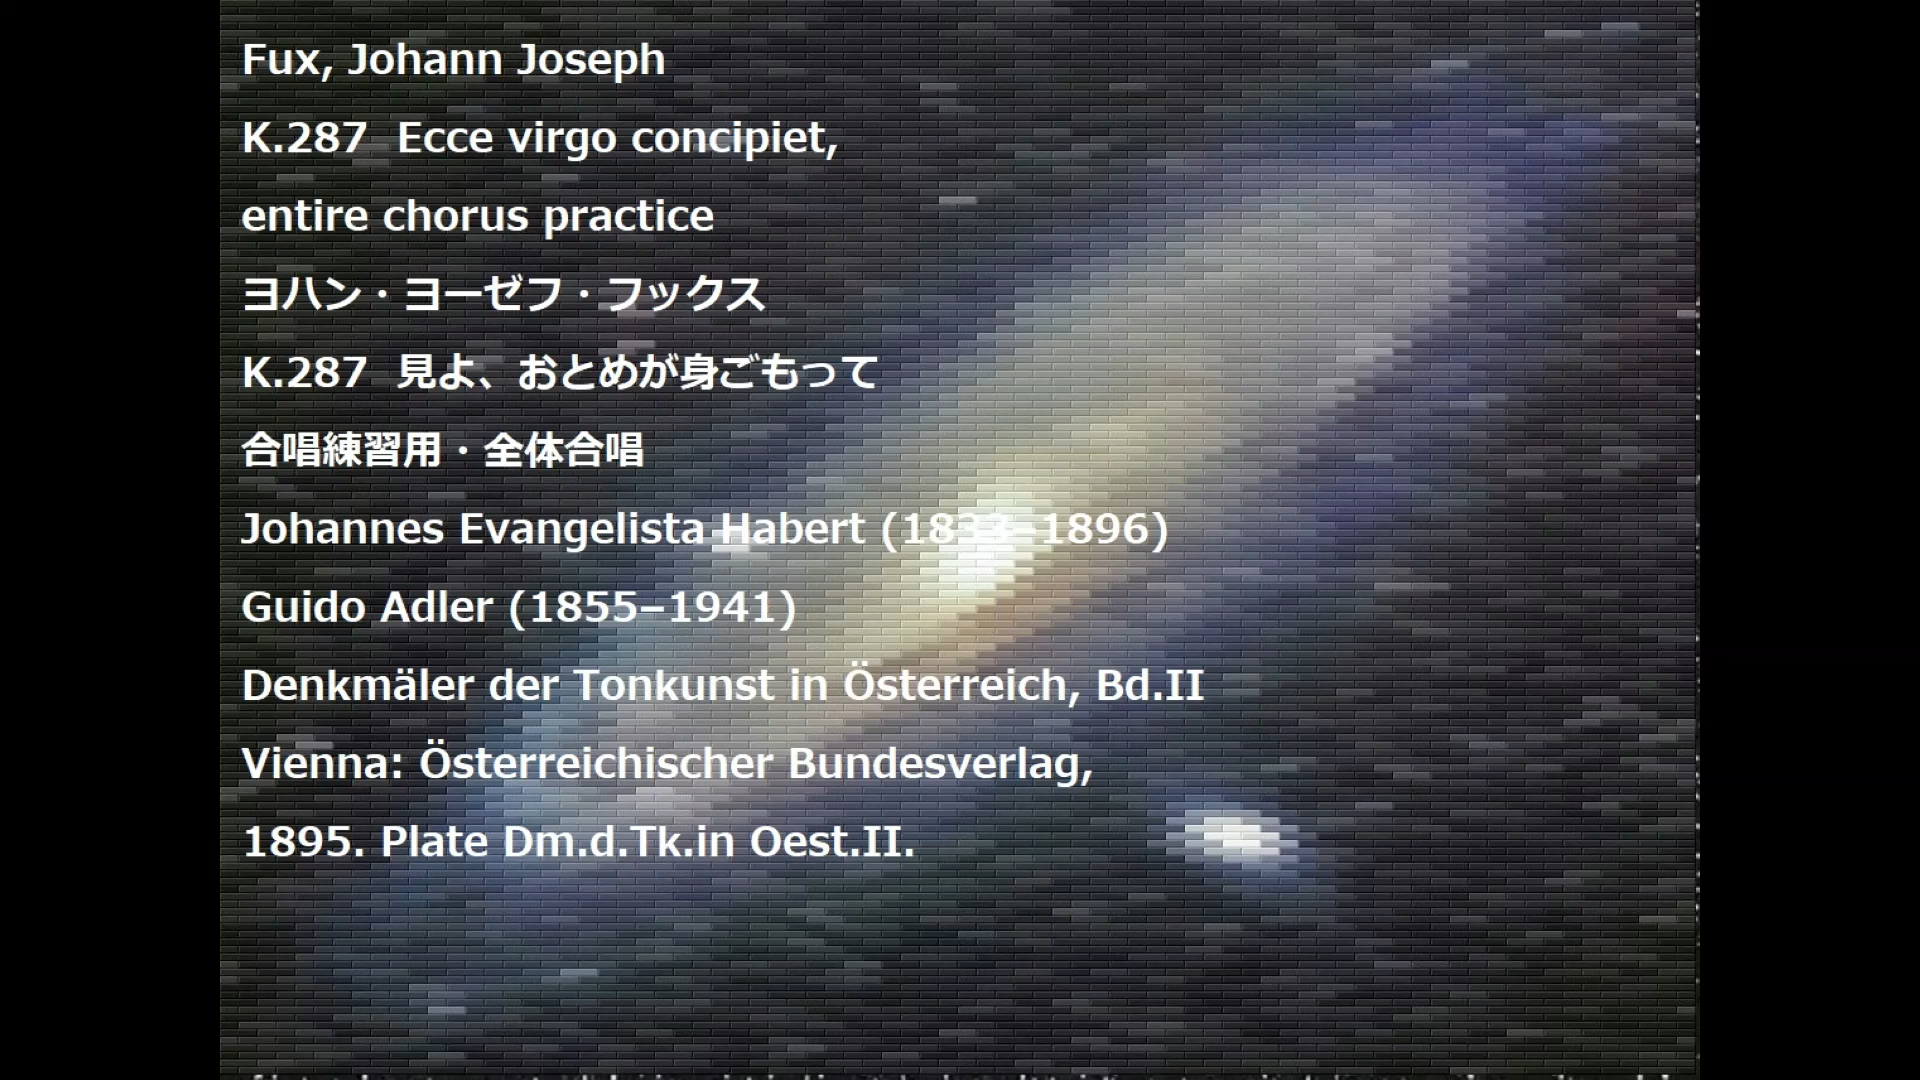 Fux, Johann Joseph
K.287 Ecce virgo concipiet,
entire chorus practice
ヨハン・ヨーゼフ・フックス
K.287 見よ、おとめが身ごもって
合唱練習用・全体合唱
Johannes Evangelista Habert (1833–1896)
Guido Adler (1855–1941)
Denkmäler der Tonkunst in Österreich, Bd.II
Vienna: Österreichischer Bundesverlag,
1895. Plate Dm.d.Tk.in Oest.II.